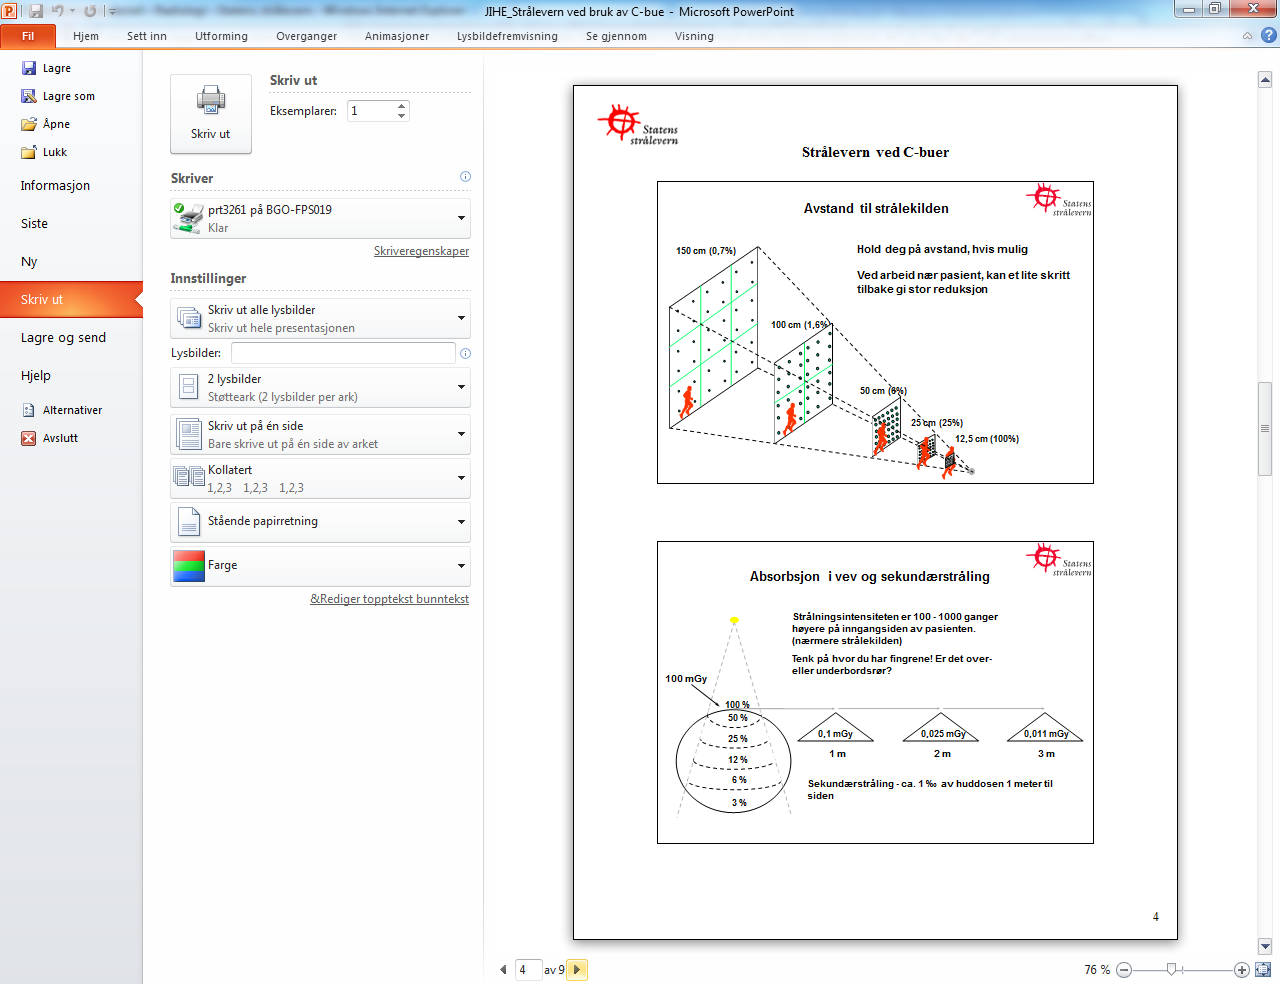 JIHE_Strålevern ved bruk av C-bue - Microsoft PowerPoint
Fil
Hjem
Sett inn
Utforming
Overganger
Animasjoner
Lysbildefremvisning
Se gjennom
Visning
Lagre
Lagre som
Åpne
Lukk
Informasjon
Siste
Ny
Skriv ut
Lagre og send
Hjelp
Alternativer
Avslutt
Skriv ut
Skriv ut
Eksemplarer: 1
Skriver
prt3261 på BGO-FPS019
Klar
Skriveregenskaper
Innstillinger
Skriv ut alle lysbilder
Skriv ut hele presentasjonen
Lysbilder:
2 lysbilder
Støtteark (2 lysbilder per ark)
Skriv ut på én side
Bare skrive ut på én side av arket
Kollatert
1,2,3 1,2,3 1,2,3
Stående papirretning
Farge
&Rediger topptekst bunntekst
Statens
strålevern
Strålevern ved C-buer
Statens
strålevern
Avstand til strålekilden
Hold deg på avstand, hvis mulig
Ved arbeid nær pasient, kan et lite skritt
tilbake gi stor reduksjon
150 cm (0,7%)
100 cm (1,6%
50 cm (6%)
25 cm (25%)
12,5 cm (100%)
Statens
strålevern
Absorbsjon i vev og sekundærstråling
Strålningsintensiteten er 100 - 1000 ganger
høyere på inngangsiden av pasienten.
(nærmere strålekilden)
Tenk på hvor du har fingrene! Er det over-
eller underbordsrør?
100 mGy
100 %
50 %
25 %
12 %
6 %
3 %
0,1 mGy
0,025 mGy
0,011 mGy
1 m
2 m
3 m
Sekundærstråling - ca. 1 ‰ av huddosen 1 meter til
siden
4
4 av 9
76 %